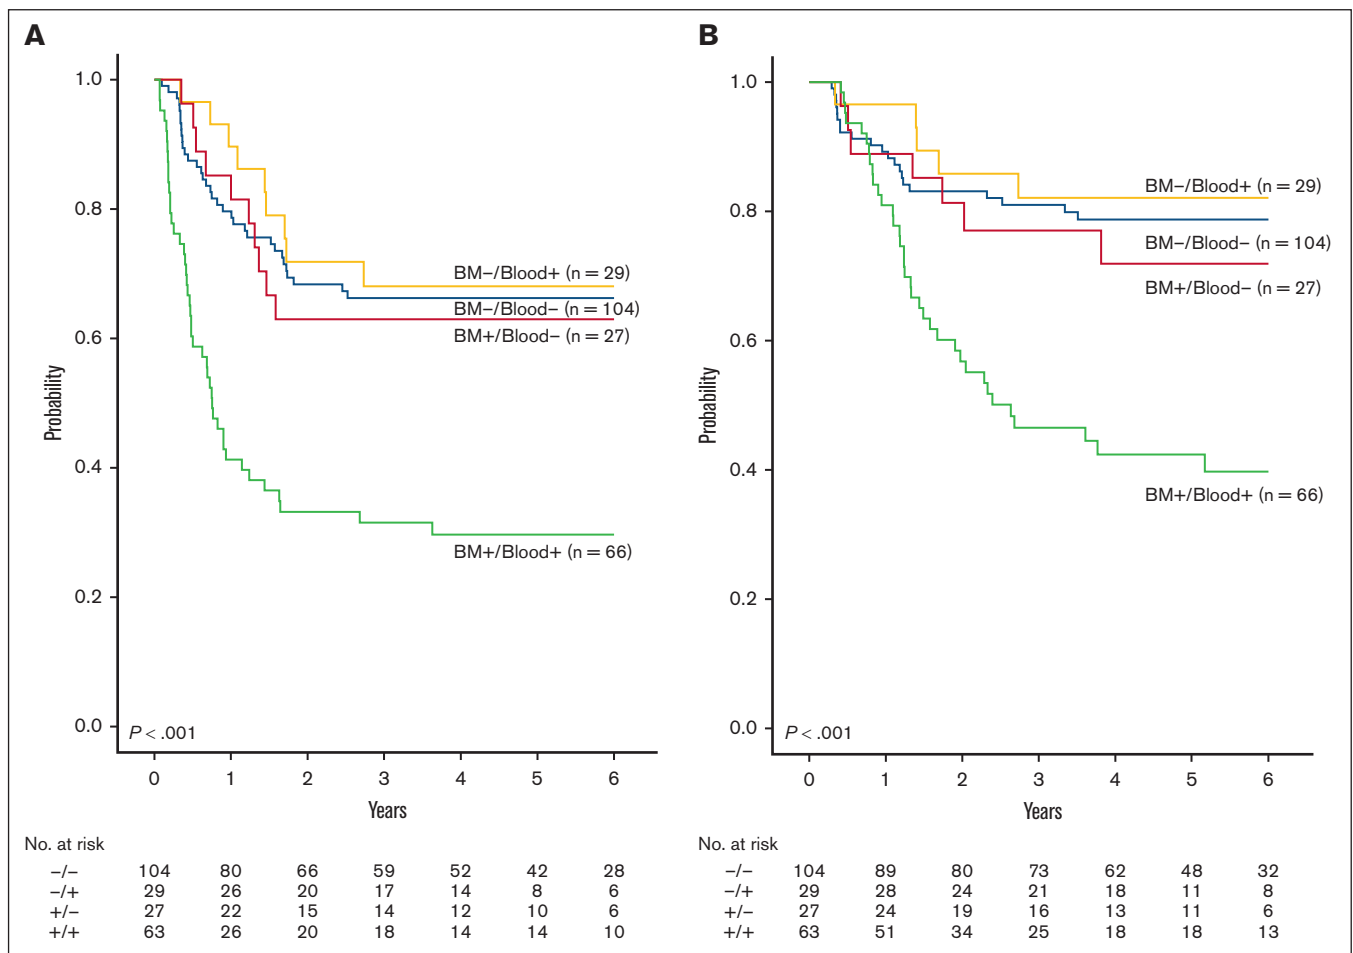 A
1.0
0.8
0.6
0.4
0.2
0.0
Probability
BM−/Blood+ (n = 29)
BM−/Blood− (n = 104)
BM+/Blood− (n = 27)
BM+/Blood+ (n = 66)
P < .001
0 1 2 3 4 5 6
Years
No. at risk
−/− 104 80 66 59 52 42 28
−/+ 29 26 20 17 14 8 6
+/− 27 22 15 14 12 10 6
+/+ 63 26 20 18 14 14 10
B
1.0
0.8
0.6
0.4
0.2
0.0
Probability
BM−/Blood+ (n = 29)
BM−/Blood− (n = 104)
BM+/Blood− (n = 27)
BM+/Blood+ (n = 66)
P < .001
0 1 2 3 4 5 6
Years
No. at risk
−/− 104 89 80 73 62 48 32
−/+ 29 28 24 21 18 11 8
+/− 27 24 19 16 13 11 6
+/+ 63 51 34 25 18 18 13